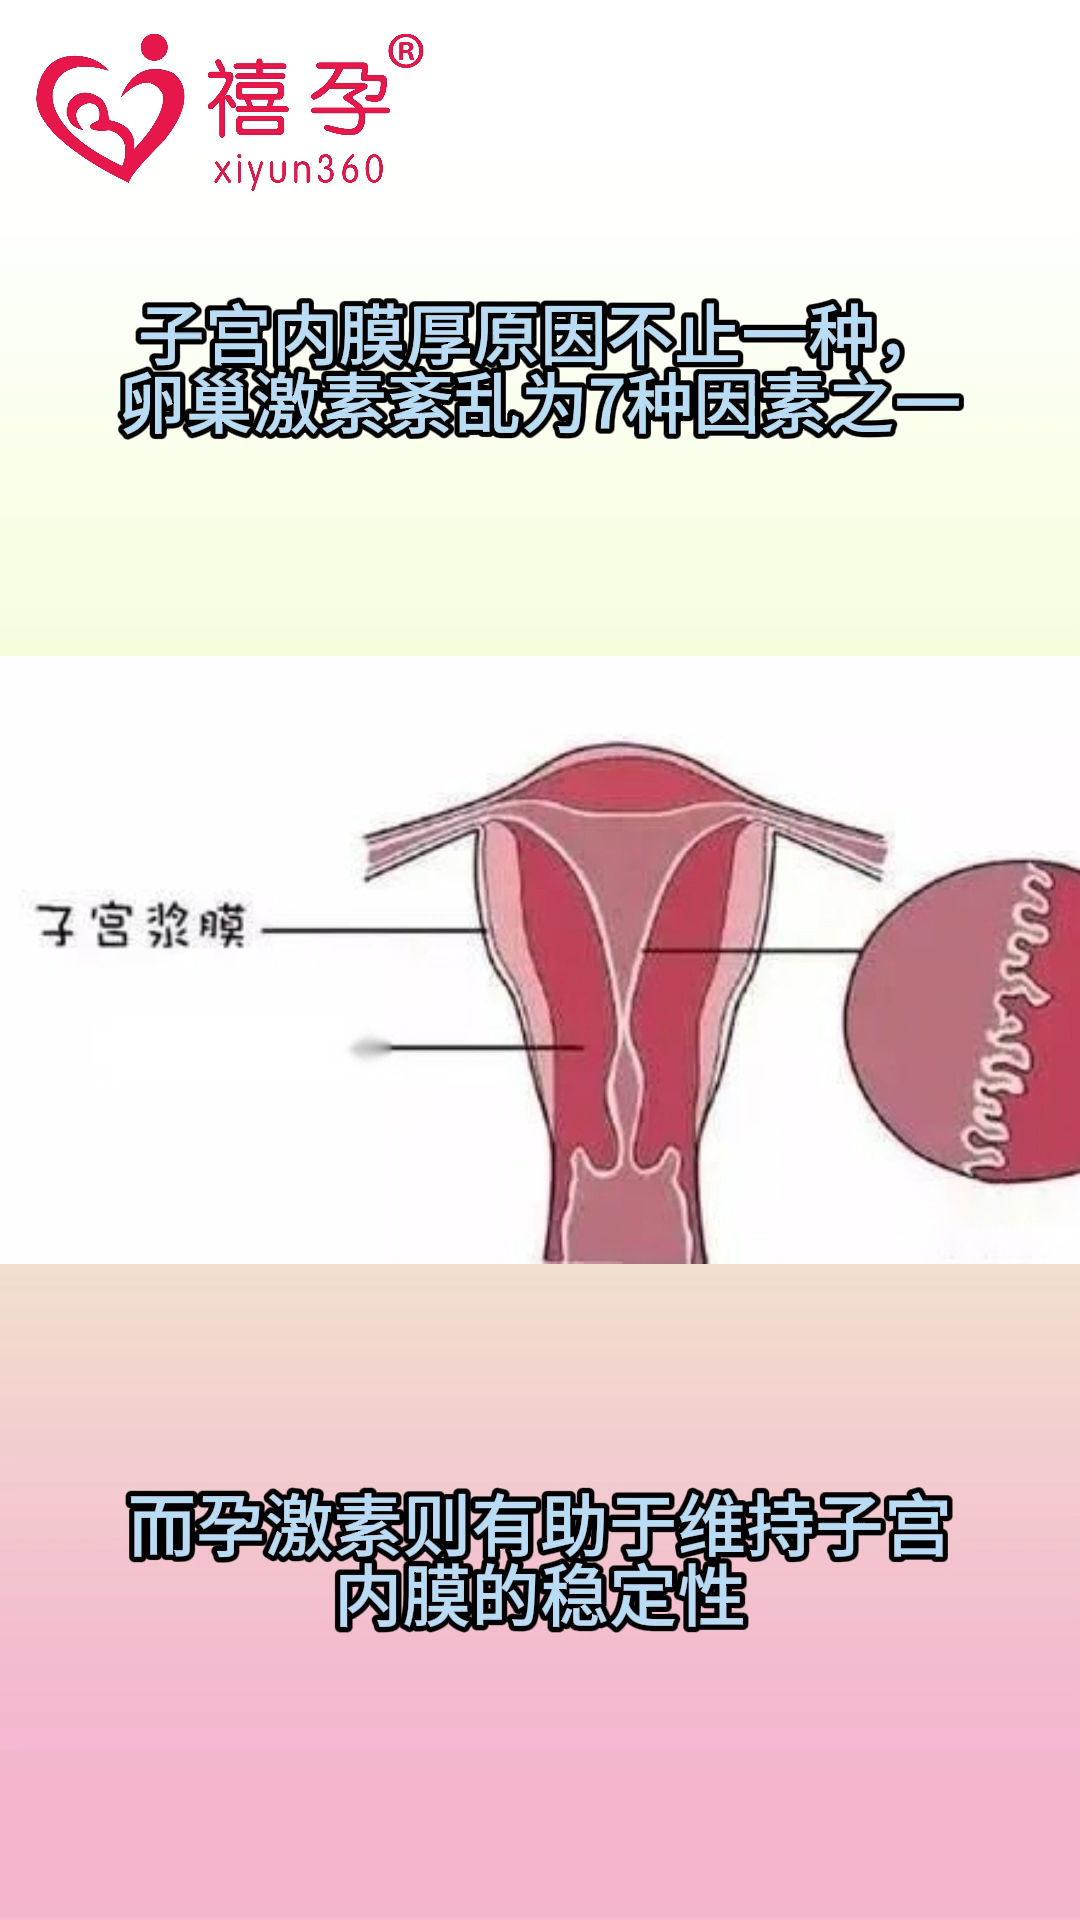 禧孕®
xiyun360
子宫内膜厚原因不止一种，
卵巢激素紊乱为7种因素之一
子宫浆膜
而孕激素则有助于维持子宫
内膜的稳定性